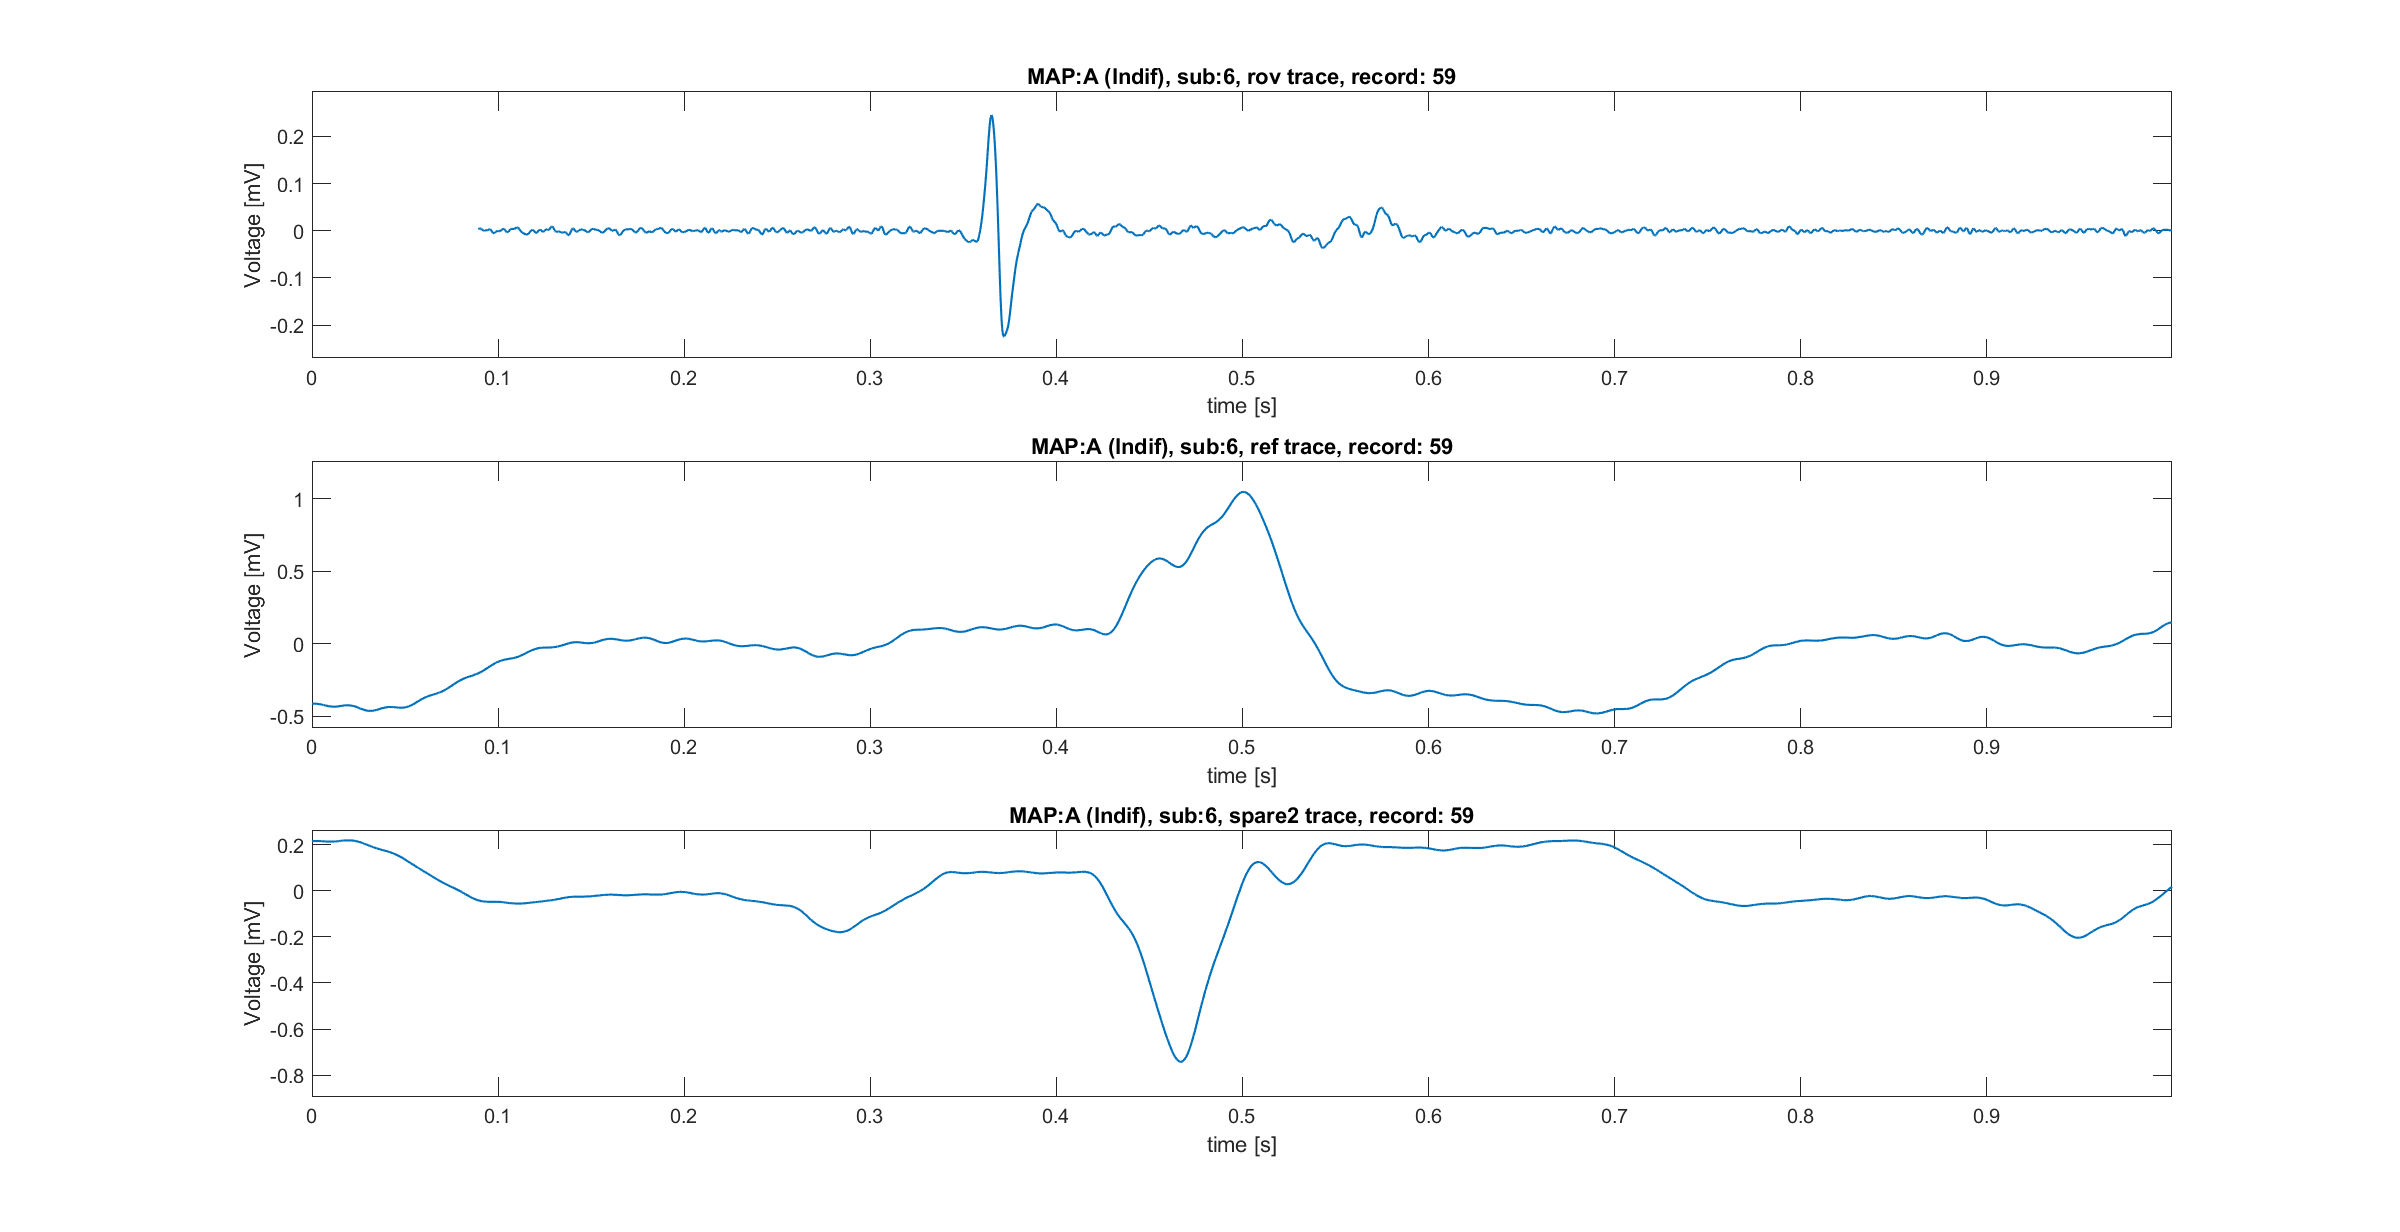 MAP:A (Indif), sub:6, rov trace, record: 59
Voltage [mV]
0.2
0.1
0
-0.1
-0.2
0 0.1 0.2 0.3 0.4 0.5 0.6 0.7 0.8 0.9
time [s]
MAP:A (Indif), sub:6, ref trace, record: 59
Voltage [mV]
1
0.5
0
-0.5
0 0.1 0.2 0.3 0.4 0.5 0.6 0.7 0.8 0.9
time [s]
MAP:A (Indif), sub:6, spare2 trace, record: 59
Voltage [mV]
0.2
0
-0.2
-0.4
-0.6
-0.8
0 0.1 0.2 0.3 0.4 0.5 0.6 0.7 0.8 0.9
time [s]